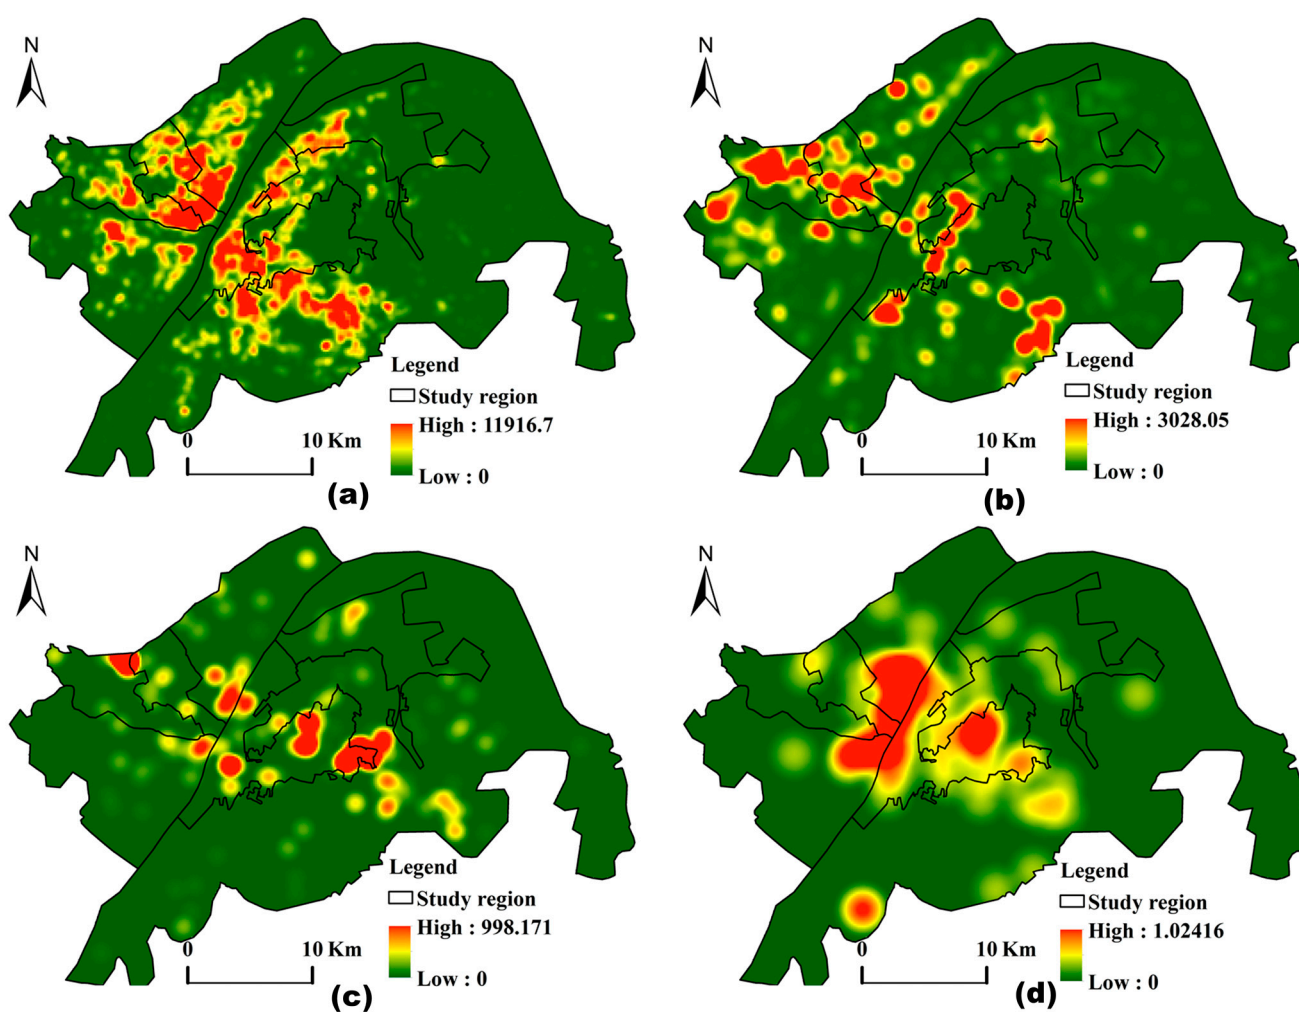 N
Legend
Study region
High : 11916.7
Low : 0
0 10 Km
(a)
N
Legend
Study region
High : 3028.05
Low : 0
0 10 Km
(b)
N
Legend
Study region
High : 998.171
Low : 0
0 10 Km
(c)
N
Legend
Study region
High : 1.02416
Low : 0
0 10 Km
(d)